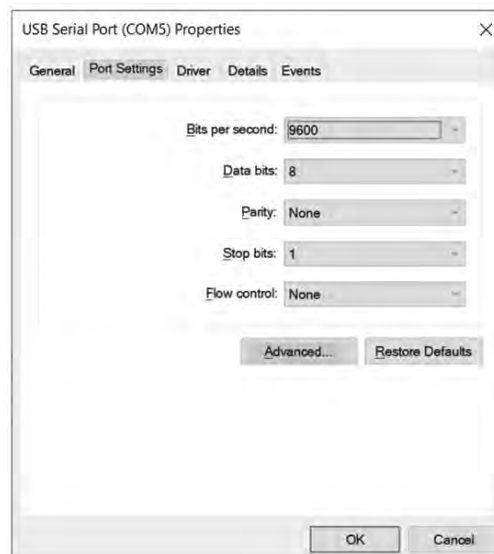 USB Serial Port (COM5) Properties
General Port Settings Driver Details Events
Bits per second: 9600
Data bits: 8
Parity: None
Stop bits: 1
Flow control: None
Advanced... Restore Defaults
OK Cancel